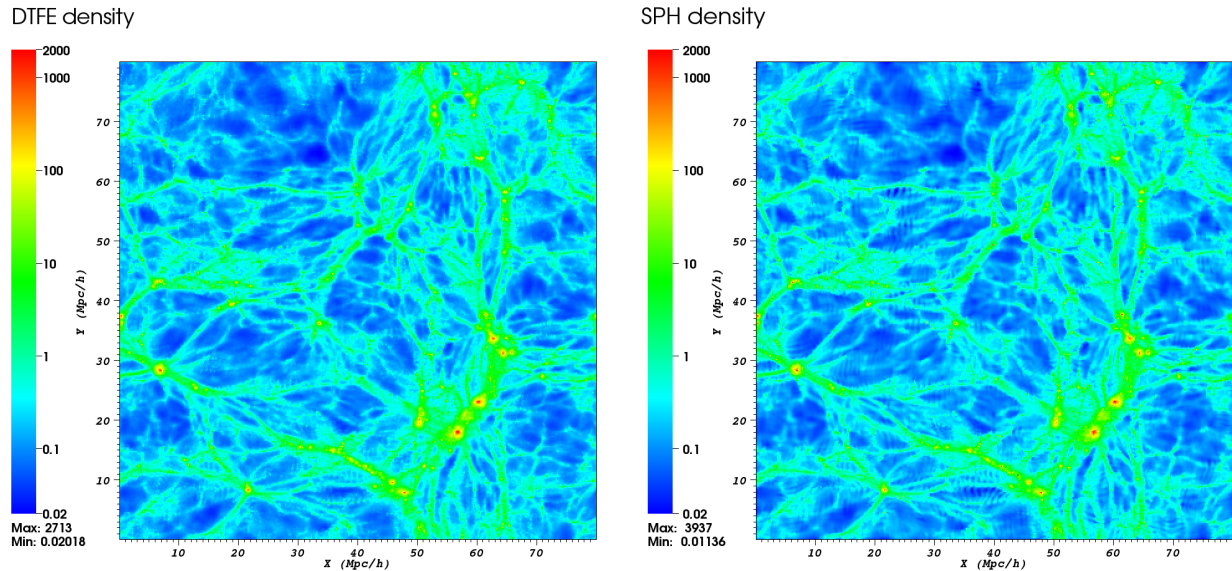 DTFE density
2000
1000
100
10
1
0.1
0.02
Max: 2713
Min: 0.02018
Y (Mpc/h)
70
60
50
40
30
20
10
10 20 30 40 50 60 70
X (Mpc/h)
SPH density
2000
1000
100
10
1
0.1
0.02
Max: 3937
Min: 0.01136
Y (Mpc/h)
70
60
50
40
30
20
10
10 20 30 40 50 60 70
X (Mpc/h)